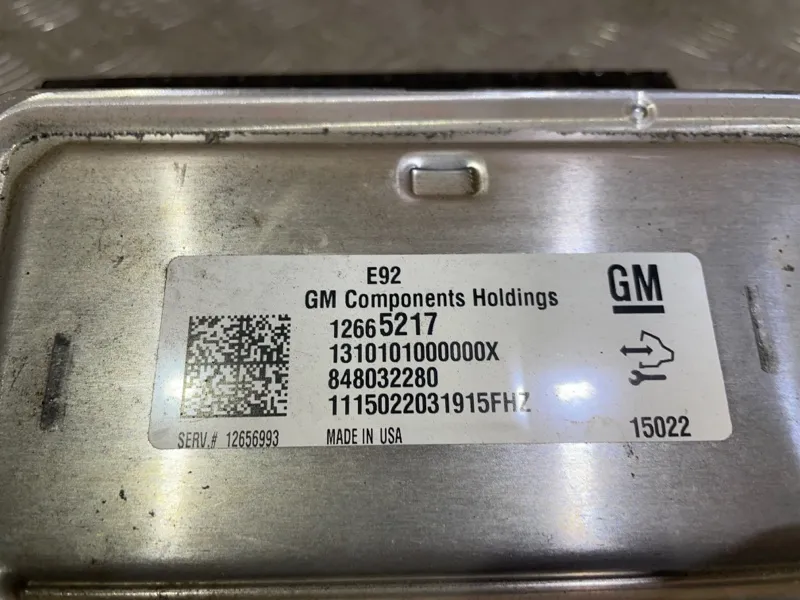 E92
GM
GM Components Holdings
12665217
1310101000000X
848032280
1115022031915FHZ
SERV.# 12656993
MADE IN USA
15022